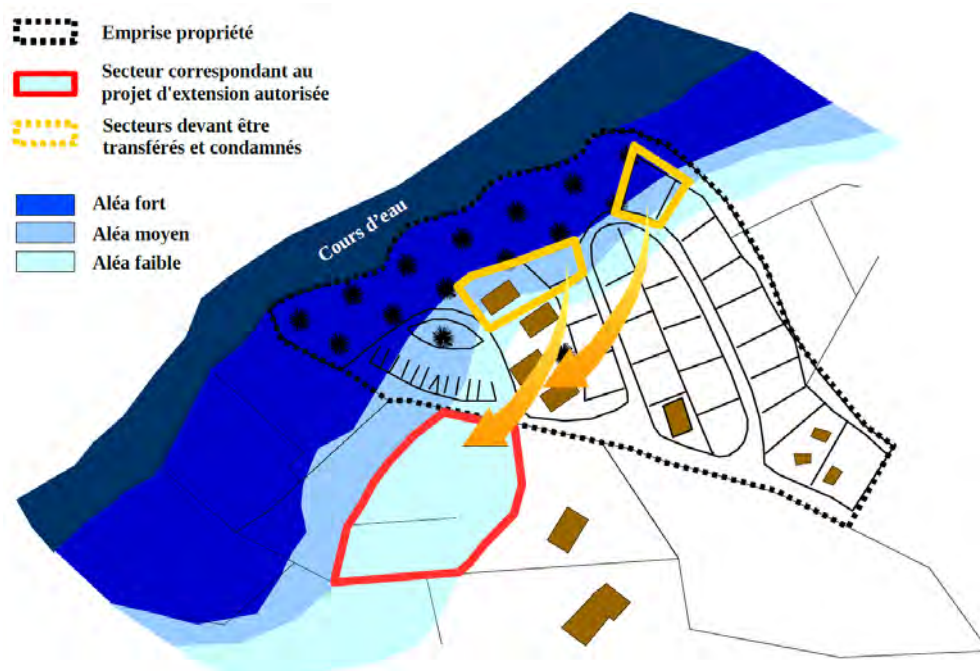 Emprise propriété
Secteur correspondant au
projet d'extension autorisée
Secteurs devant être
transférés et condamnés
Aléa fort
Aléa moyen
Aléa faible
Cours d'eau